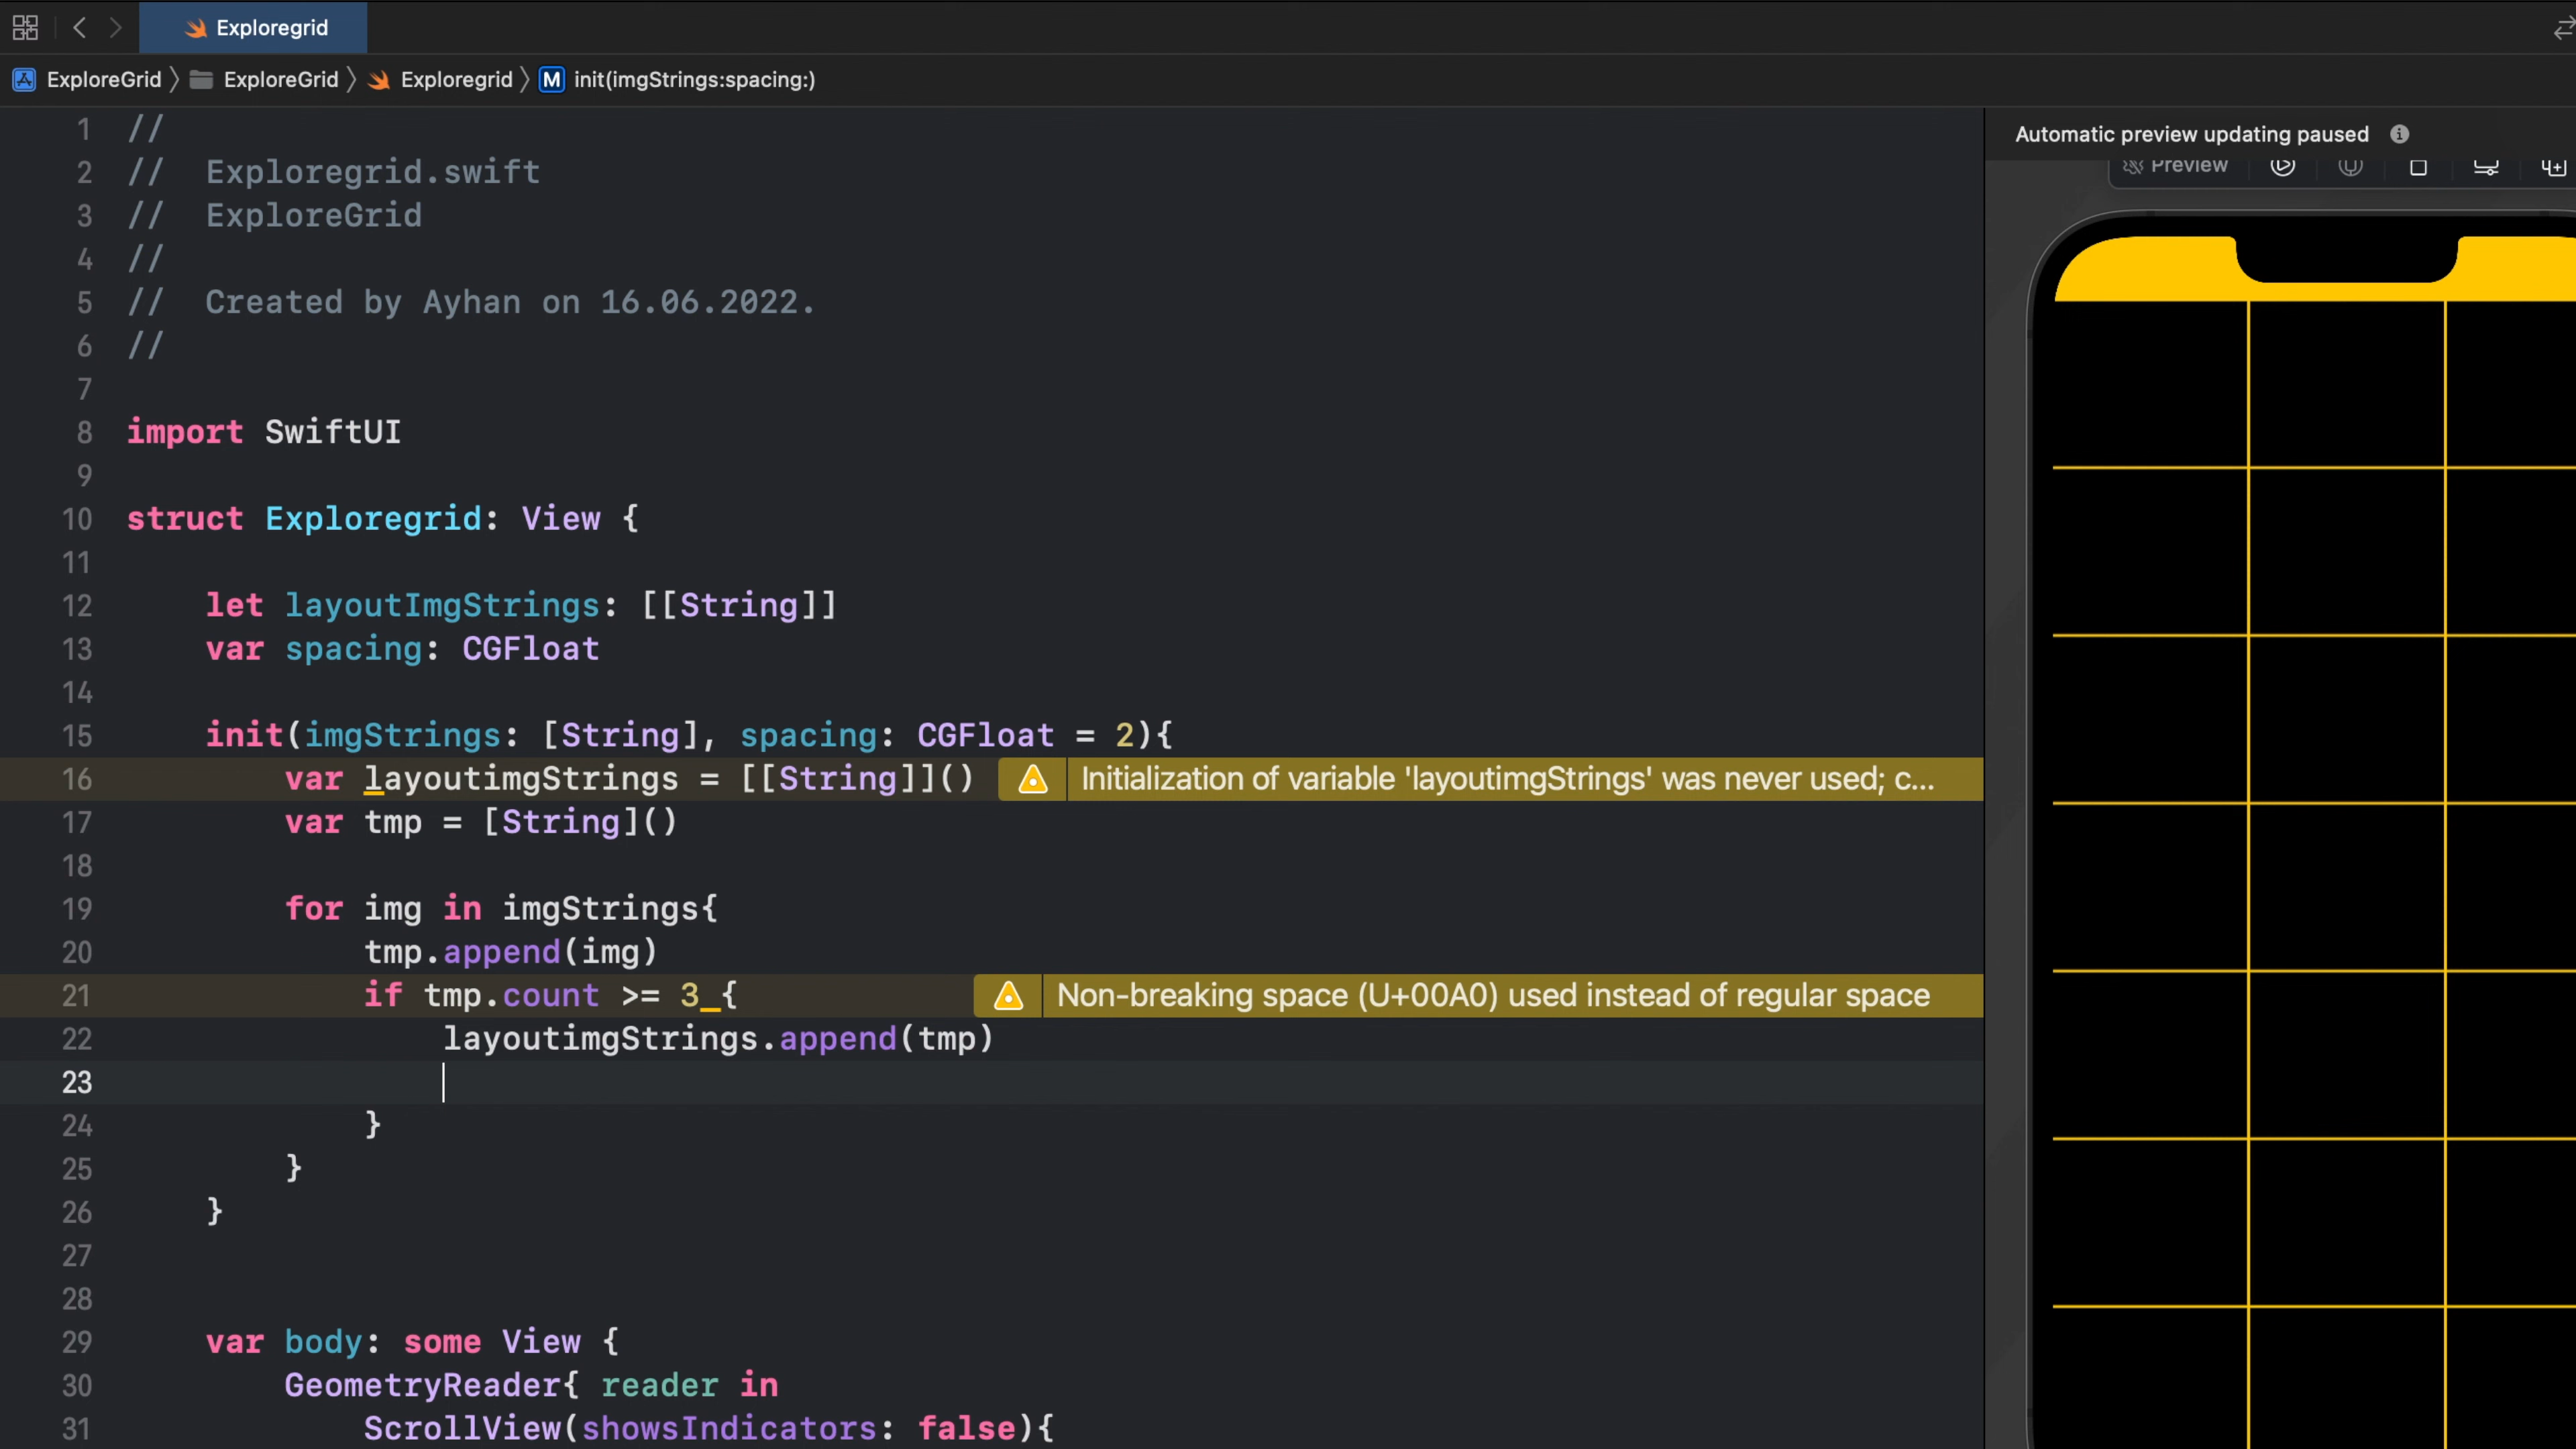 Exploregrid
ExploreGrid 〉 ExploreGrid 〉 Exploregrid 〉 M init(imgStrings:spacing:)
1 //
2 //  Exploregrid.swift
3 //  ExploreGrid
4 //
5 //  Created by Ayhan on 16.06.2022.
6 //
7
8 import SwiftUI
9
10 struct Exploregrid: View {
11
12     let layoutImgStrings: [[String]]
13     var spacing: CGFloat
14
15     init(imgStrings: [String], spacing: CGFloat = 2){
16         var layoutimgStrings = [[String]]() Initialization of variable 'layoutimgStrings' was never used; c...
17         var tmp = [String]()
18
19         for img in imgStrings{
20             tmp.append(img)
21             if tmp.count >= 3 { Non-breaking space (U+00A0) used instead of regular space
22                 layoutimgStrings.append(tmp)
23
24             }
25         }
26     }
27
28
29     var body: some View {
30         GeometryReader{ reader in
31             ScrollView(showsIndicators: false){
Automatic preview updating paused
Preview